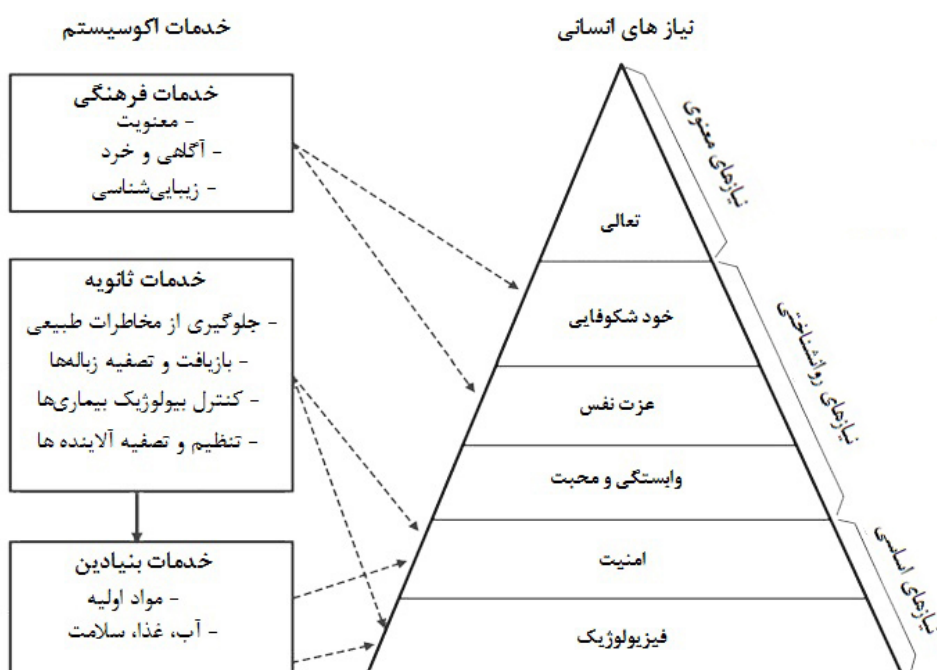 خدمات اکوسیستم
نیاز های انسانی
خدمات فرهنگی
- معنویت
- آگاهی و خرد
- زیبایی‌شناسی
خدمات ثانویه
- جلوگیری از مخاطرات طبیعی
- بازیافت و تصفیه زباله‌ها
- کنترل بیولوژیک بیماری‌ها
- تنظیم و تصفیه آلاینده ها
خدمات بنیادین
- مواد اولیه
- آب، غذا، سلامت
تعالی
خود شکوفایی
عزت نفس
وابستگی و محبت
امنیت
فیزیولوژیک
نیازهای معنوی
نیازهای روانشناختی
نیازهای اساسی